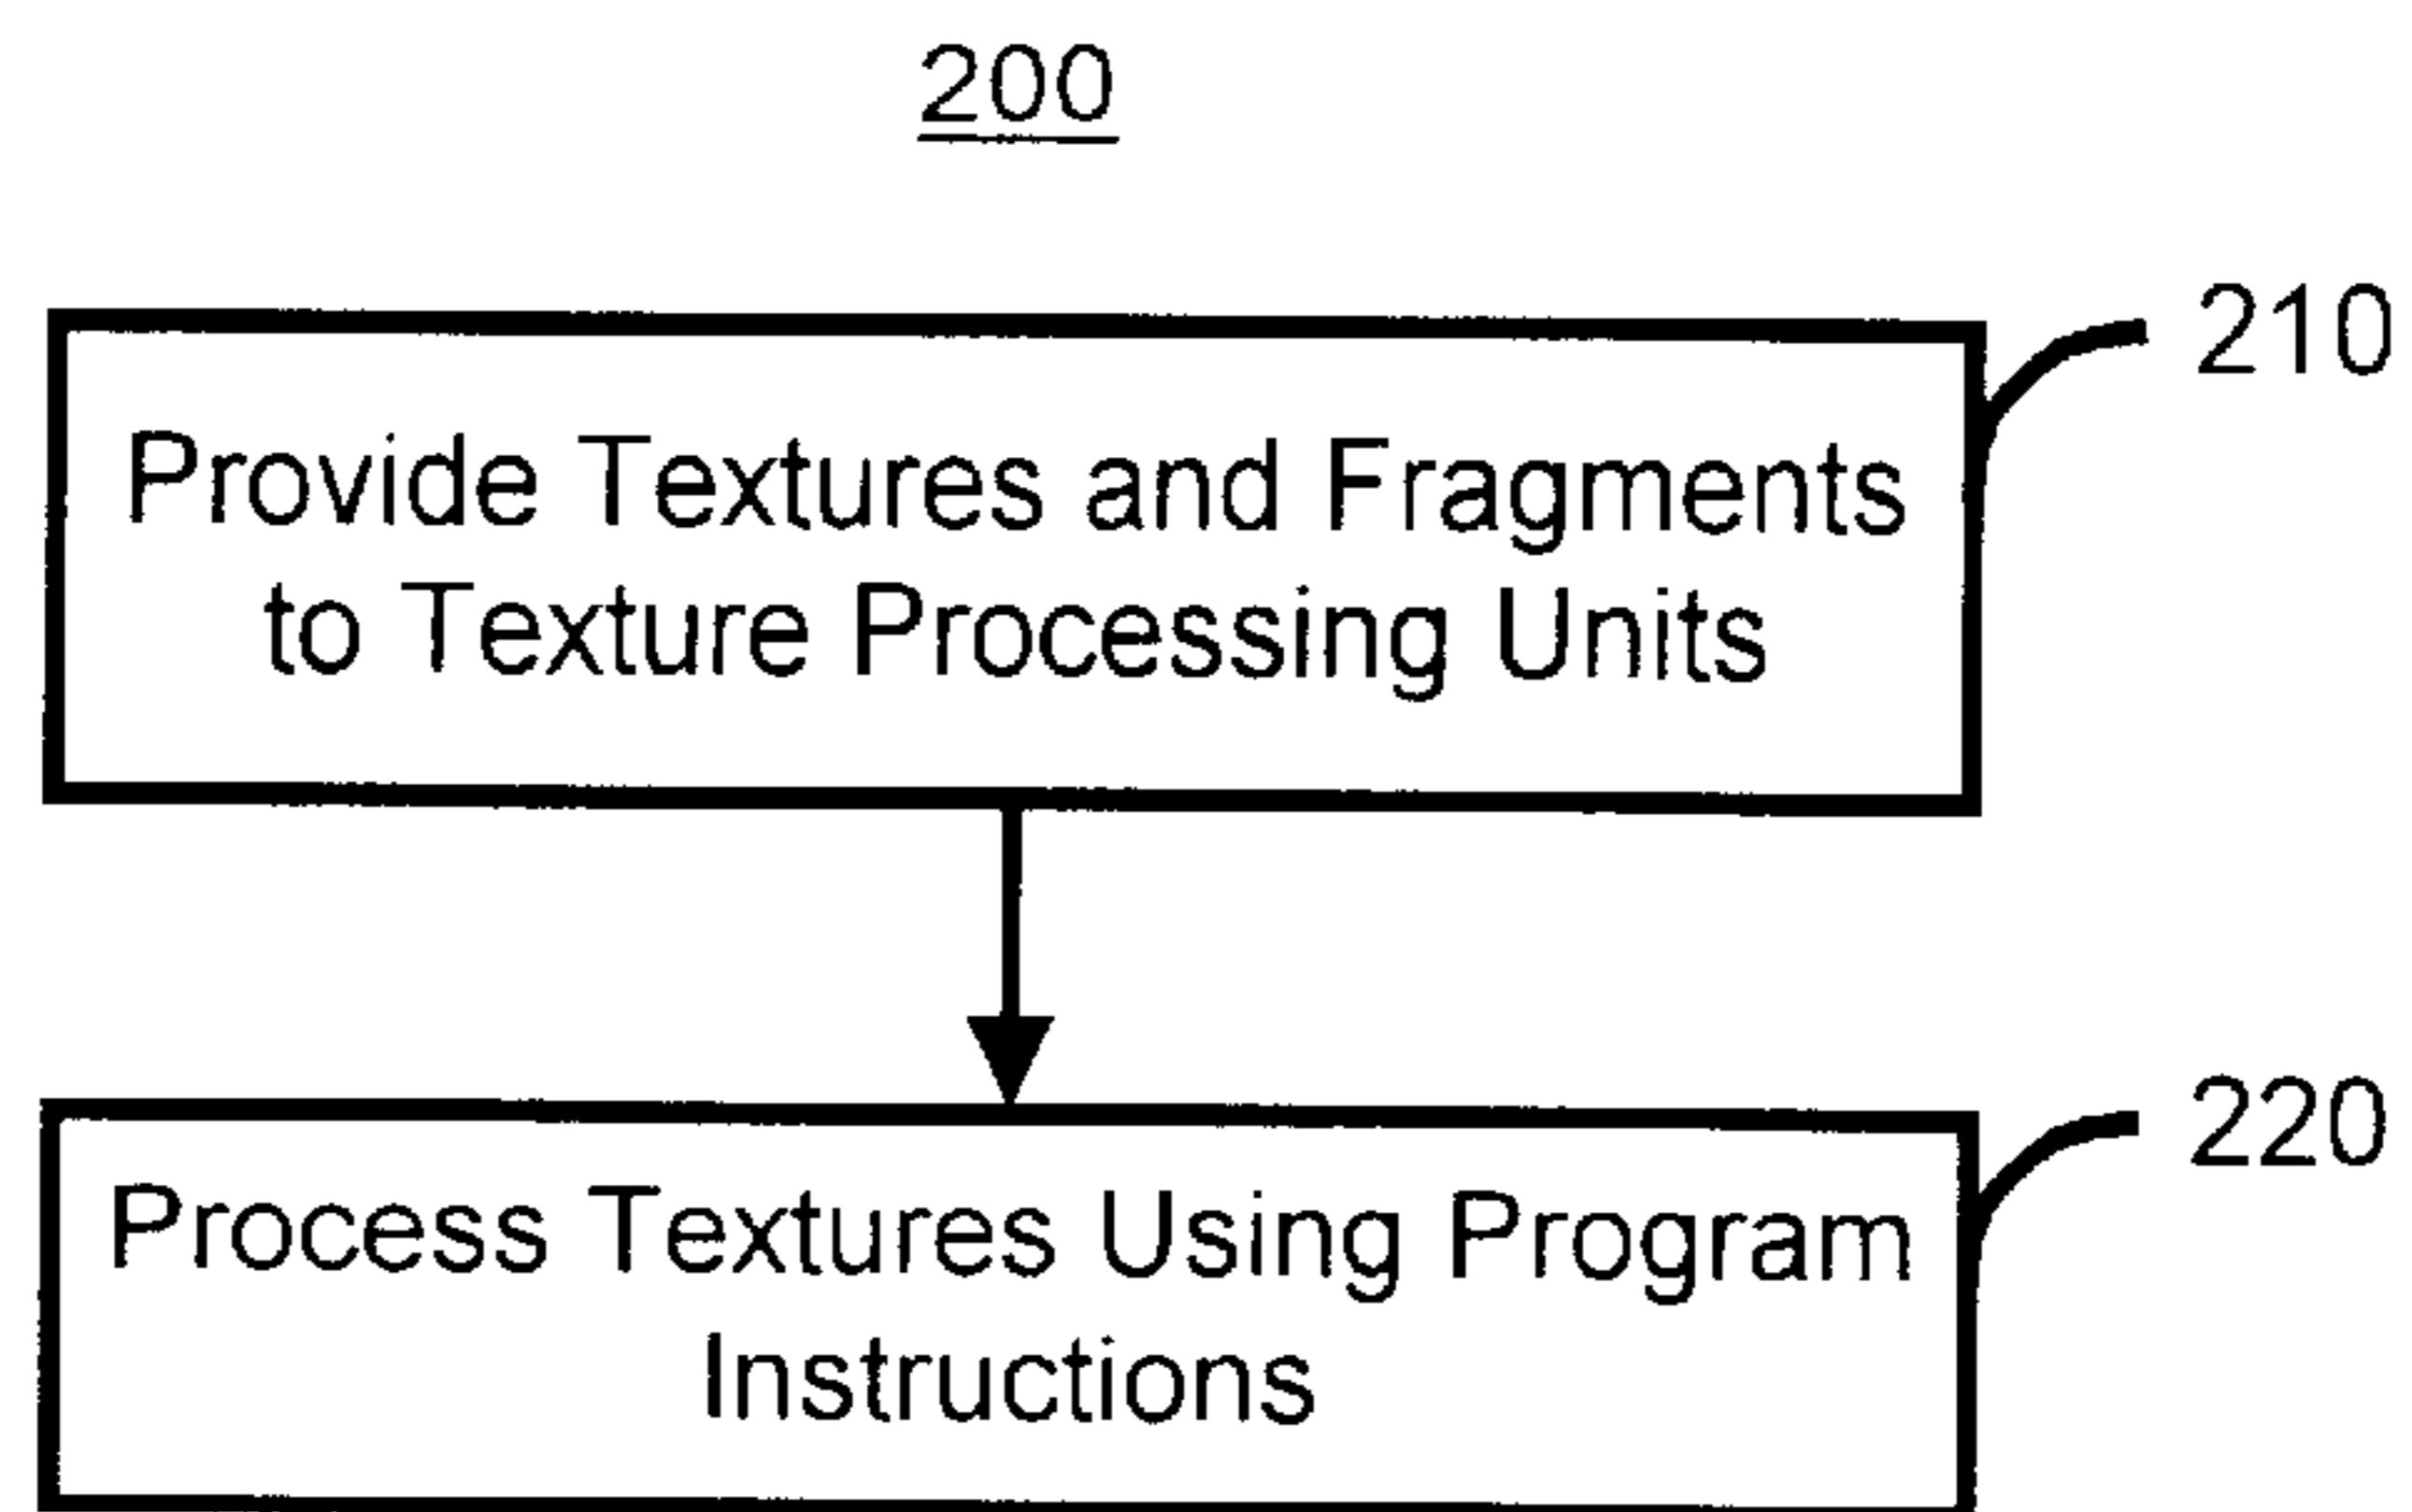 200
210
Provide Textures and Fragments
to Texture Processing Units
220
Process Textures Using Program
Instructions